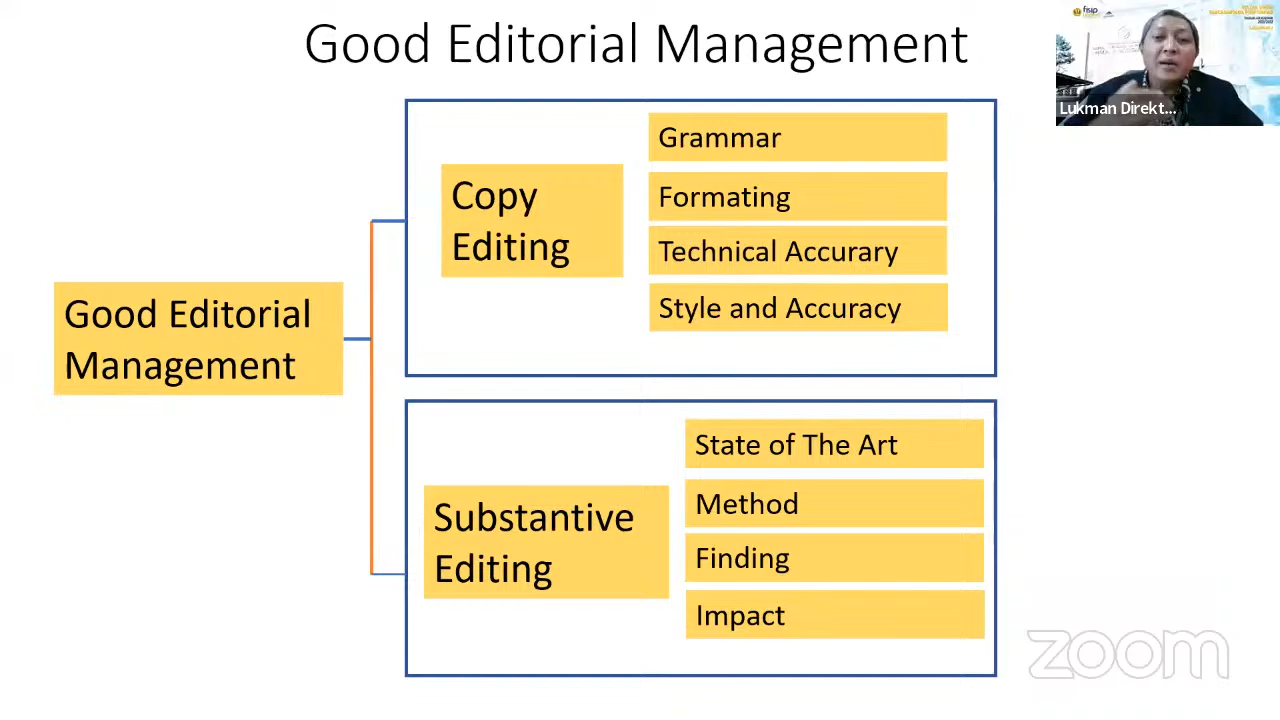 Good Editorial Management
fisip
Lukman Direkt...
Grammar
Copy
Editing
Formating
Technical Accurary
Style and Accuracy
Good Editorial
Management
State of The Art
Method
Substantive
Editing
Finding
Impact
zoom